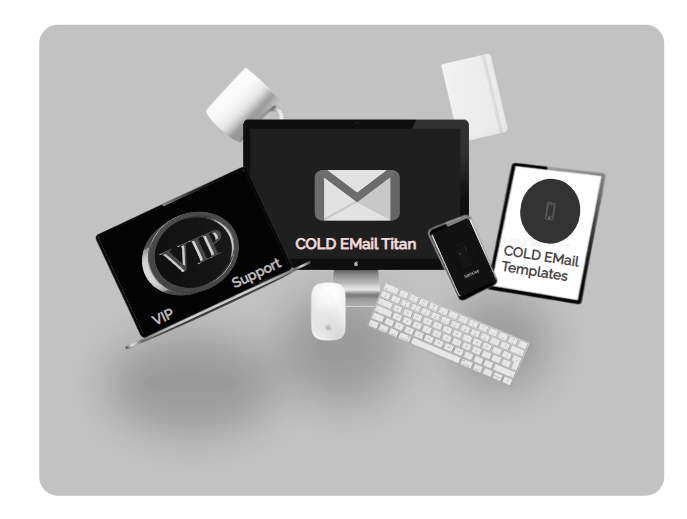 VIP
VIP
Support
COLD EMail Titan
COLD EMail
Templates